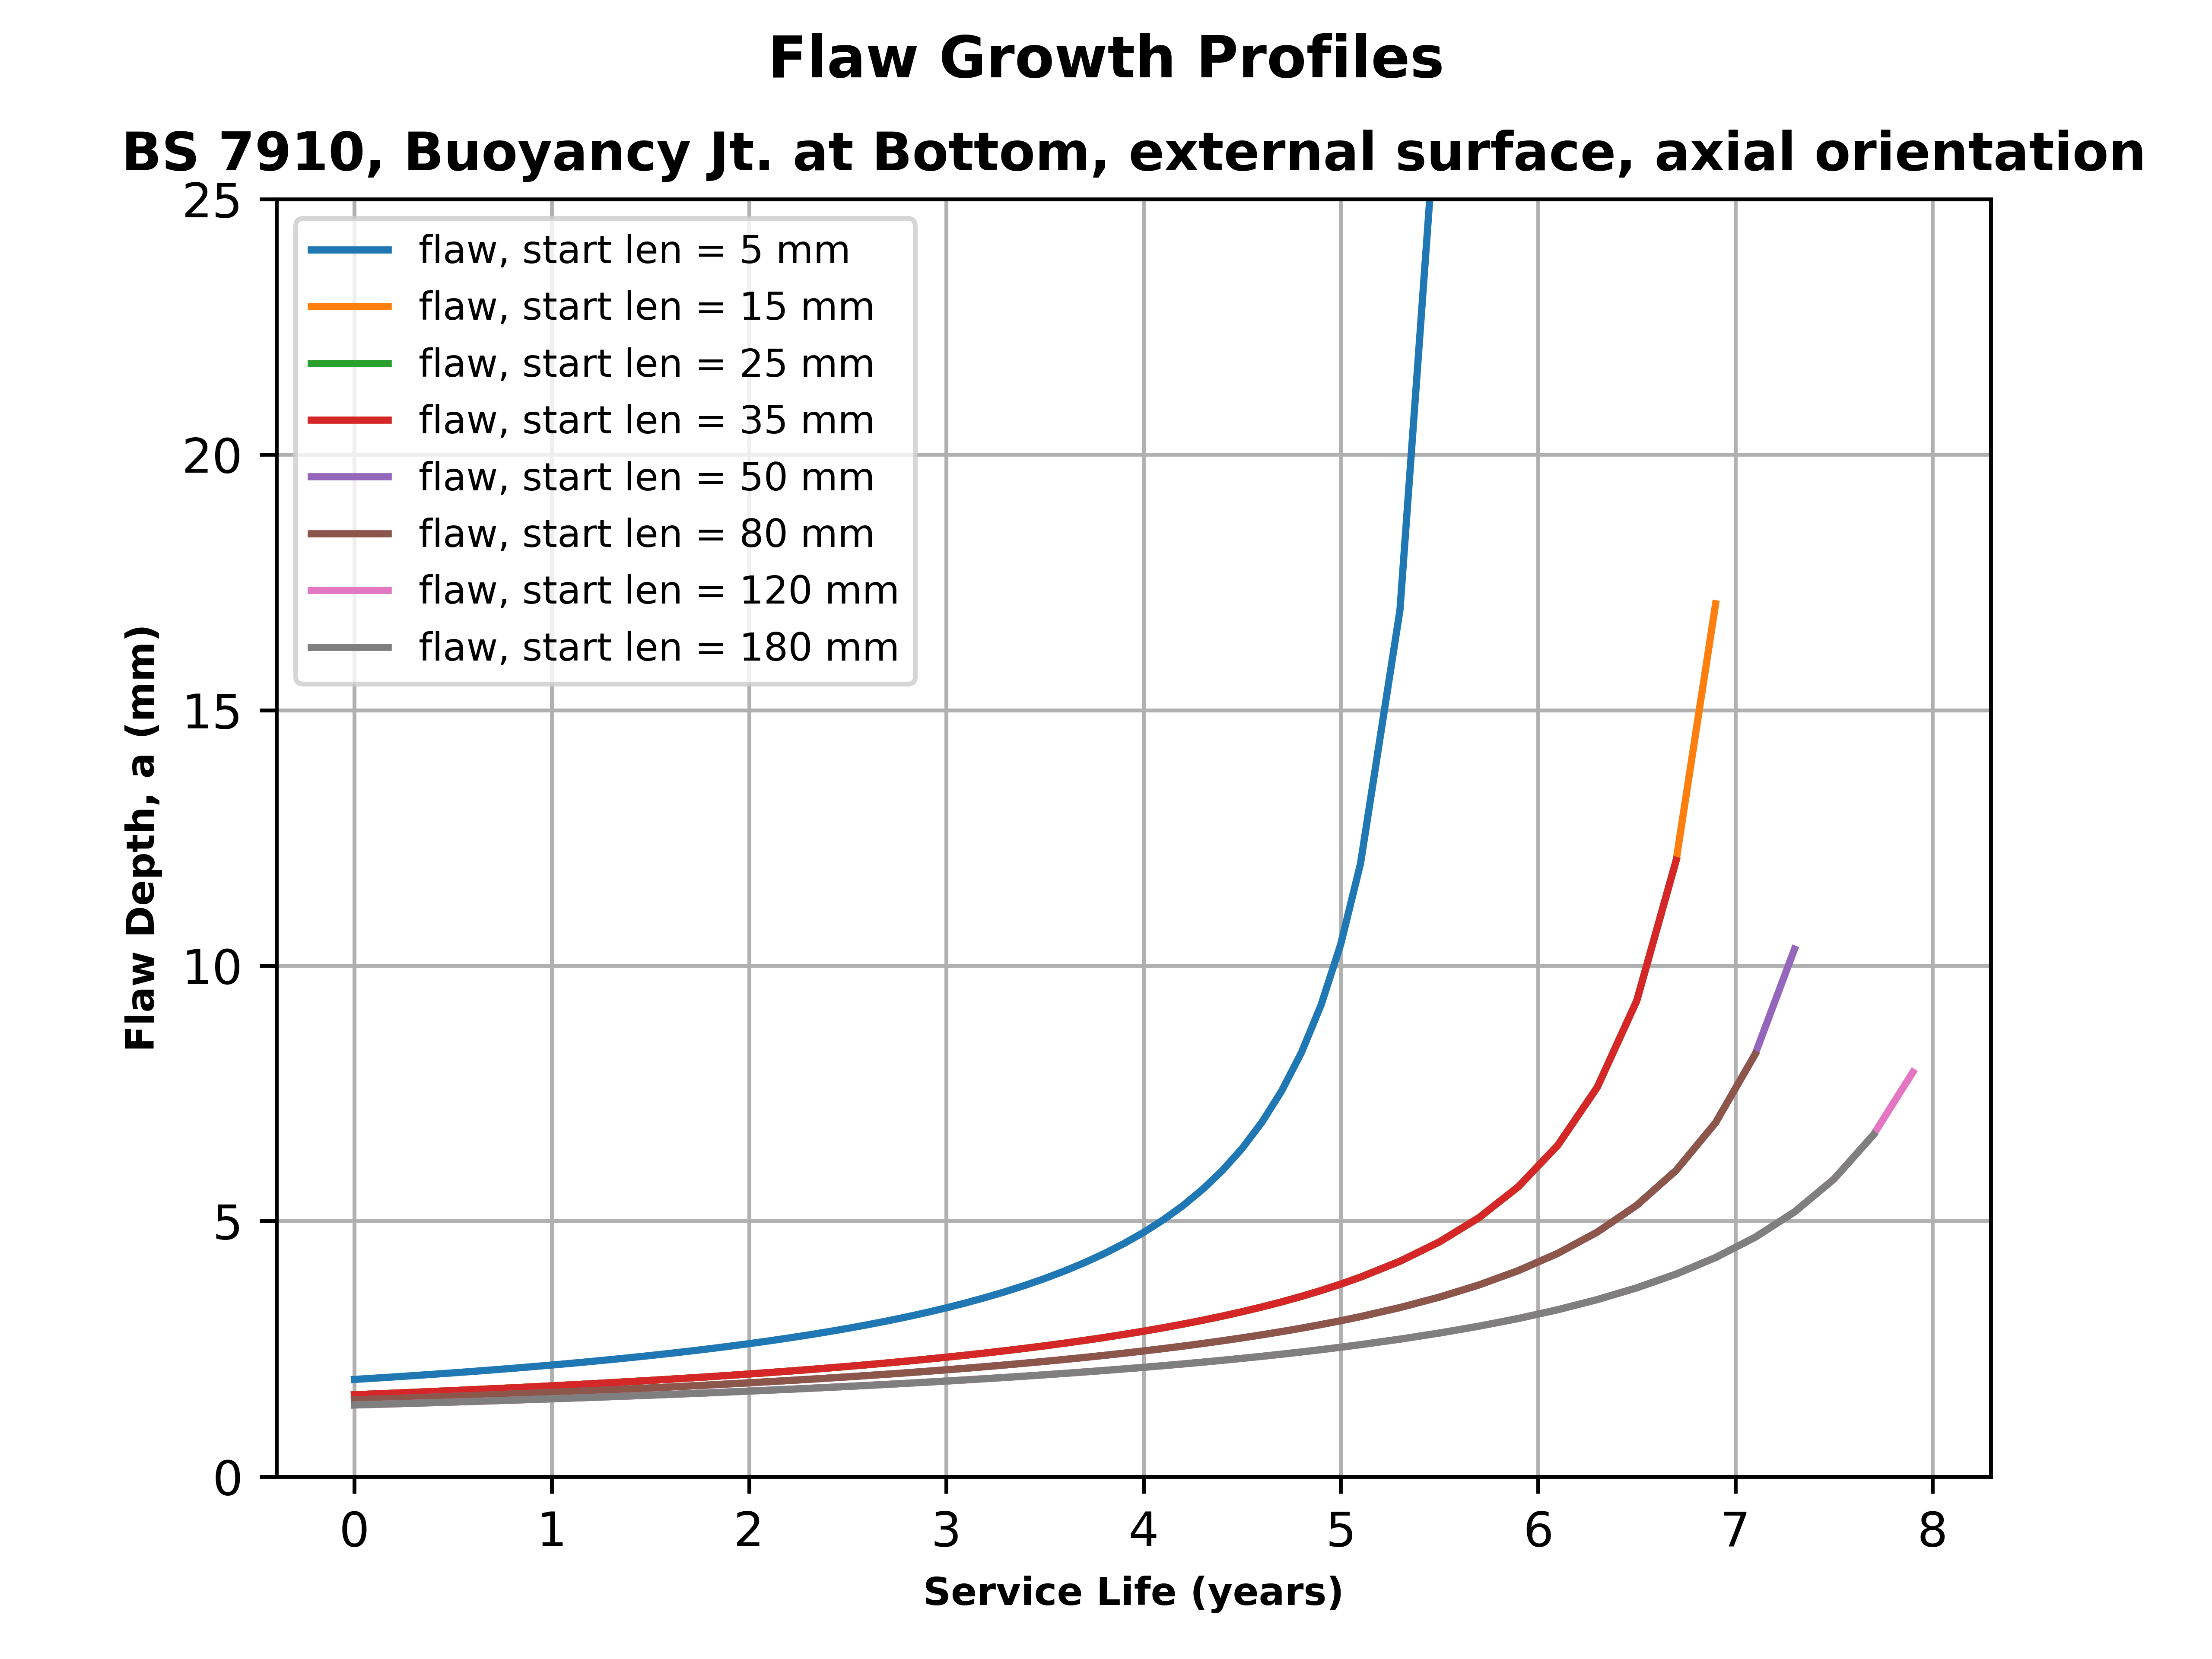 Flaw Growth Profiles
BS 7910, Buoyancy Jt. at Bottom, external surface, axial orientation
25
20
15
10
5
0
Flaw Depth, a (mm)
flaw, start len = 5 mm
flaw, start len = 15 mm
flaw, start len = 25 mm
flaw, start len = 35 mm
flaw, start len = 50 mm
flaw, start len = 80 mm
flaw, start len = 120 mm
flaw, start len = 180 mm
0 1 2 3 4 5 6 7 8
Service Life (years)